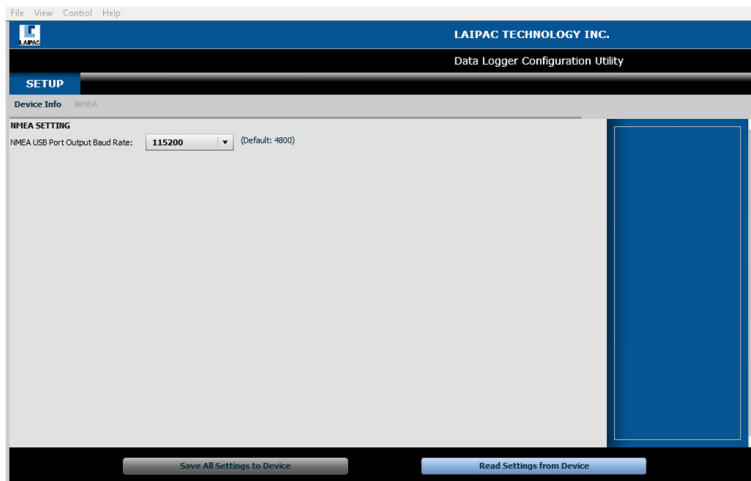 File View Control Help
LAIPAC
LAIPAC TECHNOLOGY INC.
Data Logger Configuration Utility
SETUP
Device Info NMEA
NMEA SETTING
NMEA USB Port Output Baud Rate: 115200 (Default: 4800)
Save All Settings to Device Read Settings from Device